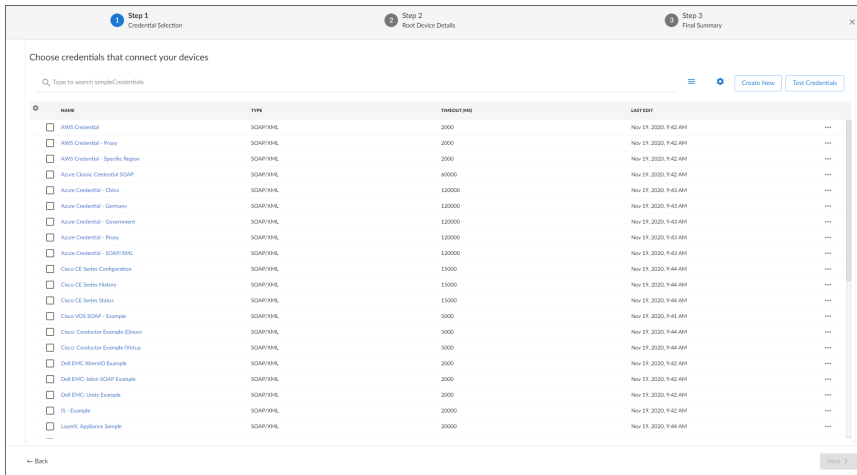 1 Step 1 2 Step 2 3 Step 3
Credential Selection Root Device Details Final Summary
Choose credentials that connect your devices
Type to search simpleCredentials Create New Test Credentials
NAME TYPE TIMEOUT (MS) LAST EDIT
AWS Credential SOAP/XML 2000 Nov 19, 2020, 9:42 AM
AWS Credential - Proxy SOAP/XML 2000 Nov 19, 2020, 9:42 AM
AWS Credential - Specific Region SOAP/XML 2000 Nov 19, 2020, 9:42 AM
Azure Classic Credential SOAP SOAP/XML 60000 Nov 19, 2020, 9:42 AM
Azure Credential - China SOAP/XML 120000 Nov 19, 2020, 9:43 AM
Azure Credential - Germany SOAP/XML 120000 Nov 19, 2020, 9:43 AM
Azure Credential - Government SOAP/XML 120000 Nov 19, 2020, 9:43 AM
Azure Credential - Proxy SOAP/XML 120000 Nov 19, 2020, 9:43 AM
Azure Credential - SOAP/XML SOAP/XML 120000 Nov 19, 2020, 9:43 AM
Cisco CE Series Configuration SOAP/XML 15000 Nov 19, 2020, 9:44 AM
Cisco CE Series History SOAP/XML 15000 Nov 19, 2020, 9:44 AM
Cisco CE Series Status SOAP/XML 15000 Nov 19, 2020, 9:44 AM
Cisco VOS SOAP - Example SOAP/XML 5000 Nov 19, 2020, 9:41 AM
Cisco: Conductor Example (Discov SOAP/XML 5000 Nov 19, 2020, 9:44 AM
Cisco: Conductor Example (Virtua SOAP/XML 5000 Nov 19, 2020, 9:44 AM
Dell EMC XtremIO Example SOAP/XML 2000 Nov 19, 2020, 9:42 AM
Dell EMC: Isilon SOAP Example SOAP/XML 2000 Nov 19, 2020, 9:42 AM
Dell EMC: Unity Example SOAP/XML 2000 Nov 19, 2020, 9:42 AM
IS - Example SOAP/XML 20000 Nov 19, 2020, 9:42 AM
LayerX: Appliance Sample SOAP/XML 20000 Nov 19, 2020, 9:44 AM
Back Next